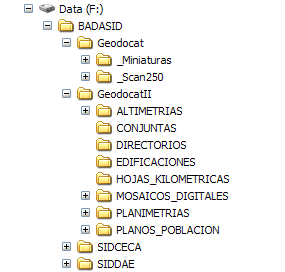 Data (F:)
BADASID
Geodocat
_Miniaturas
_Scan250
GeodocatII
ALTIMETRIAS
CONJUNTAS
DIRECTORIOS
EDIFICACIONES
HOJAS_KILOMETRICAS
MOSAICOS_DIGITALES
PLANIMETRIAS
PLANOS_POBLACION
SIDCECA
SIDDAE